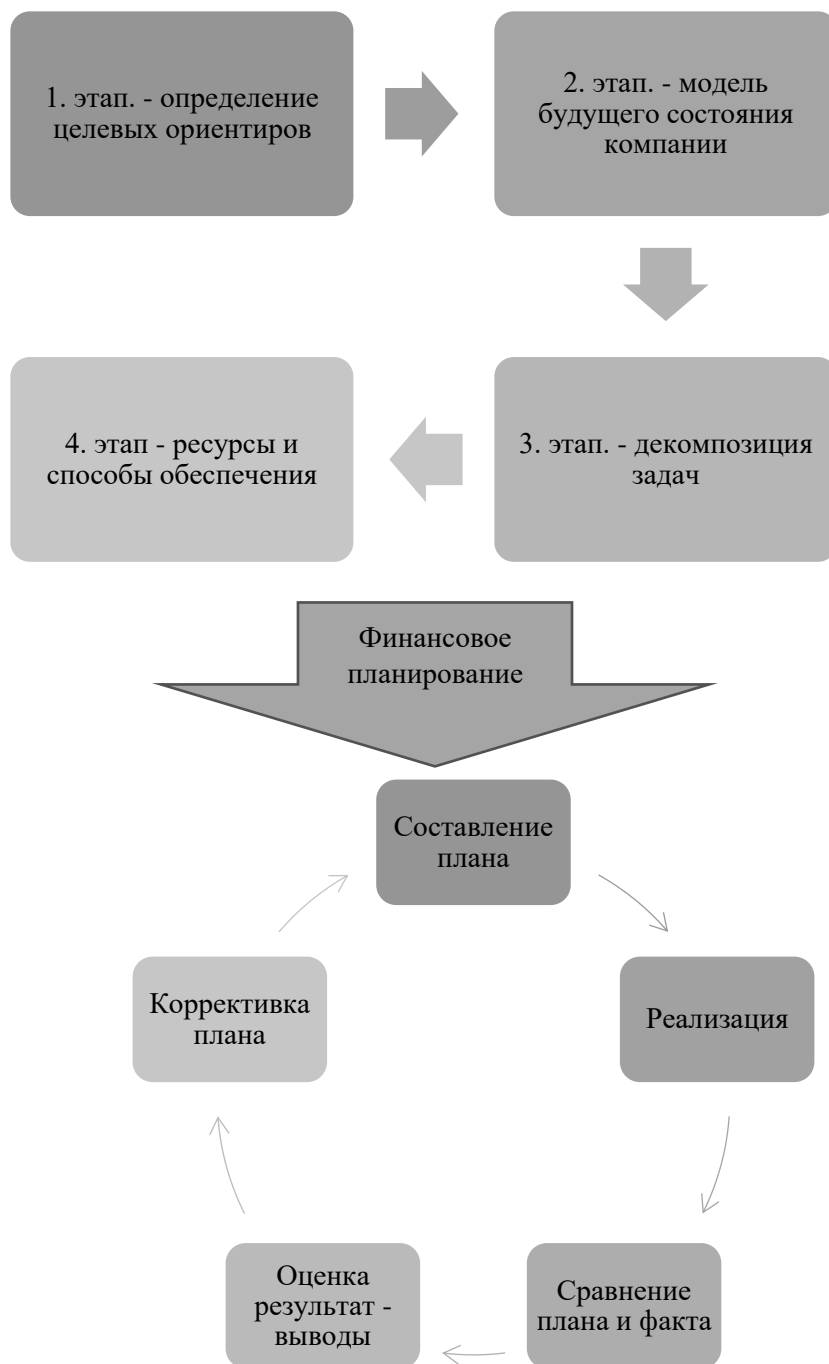 1. этап. - определение
целевых ориентиров
2. этап. - модель
будущего состояния
компании
3. этап. - декомпозиция
задач
4. этап - ресурсы и
способы обеспечения
Финансовое
планирование
Составление
плана
Реализация
Сравнение
плана и факта
Оценка
результат -
выводы
Коррективка
плана